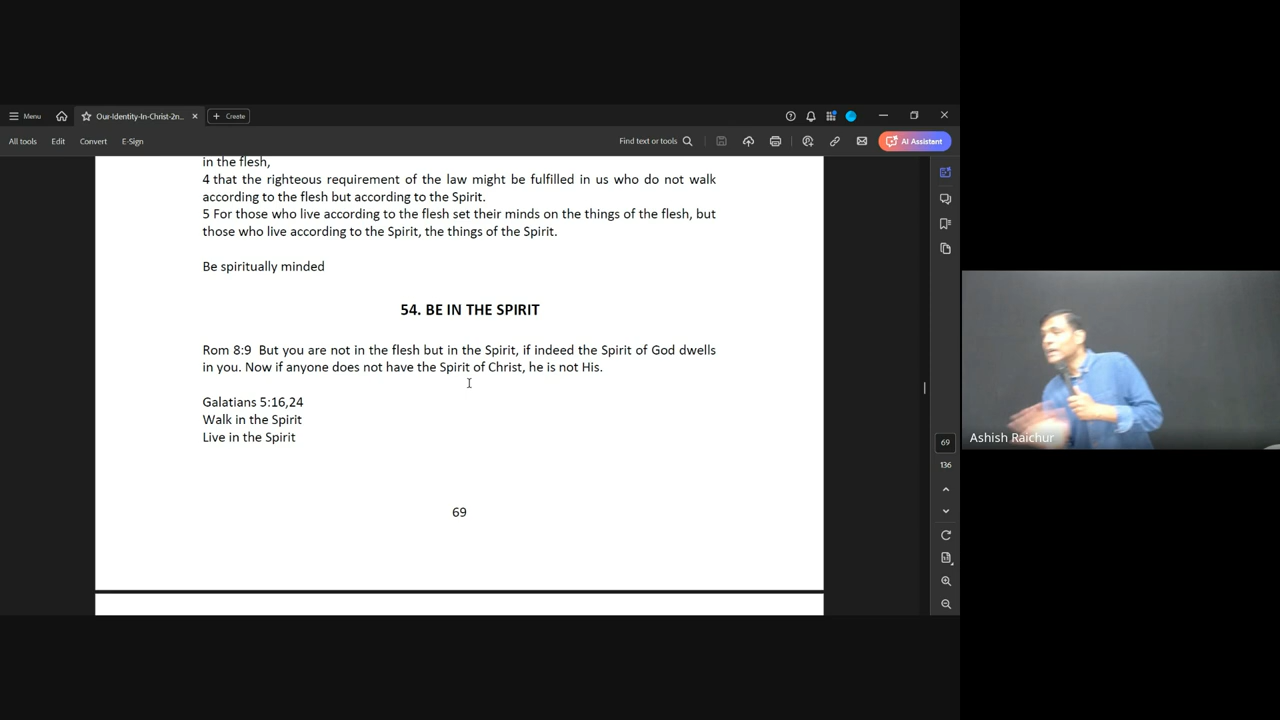 Menu
Our-Identity-In-Christ-2n...
Create
All tools
Edit
Convert
E-Sign
Find text or tools
AI Assistant
in the flesh,
4 that the righteous requirement of the law might be fulfilled in us who do not walk
according to the flesh but according to the Spirit.
5 For those who live according to the flesh set their minds on the things of the flesh, but
those who live according to the Spirit, the things of the Spirit.
Be spiritually minded
54. BE IN THE SPIRIT
Rom 8:9  But you are not in the flesh but in the Spirit, if indeed the Spirit of God dwells
in you. Now if anyone does not have the Spirit of Christ, he is not His.
Galatians 5:16,24
Walk in the Spirit
Live in the Spirit
69
69
136
Ashish Raichur